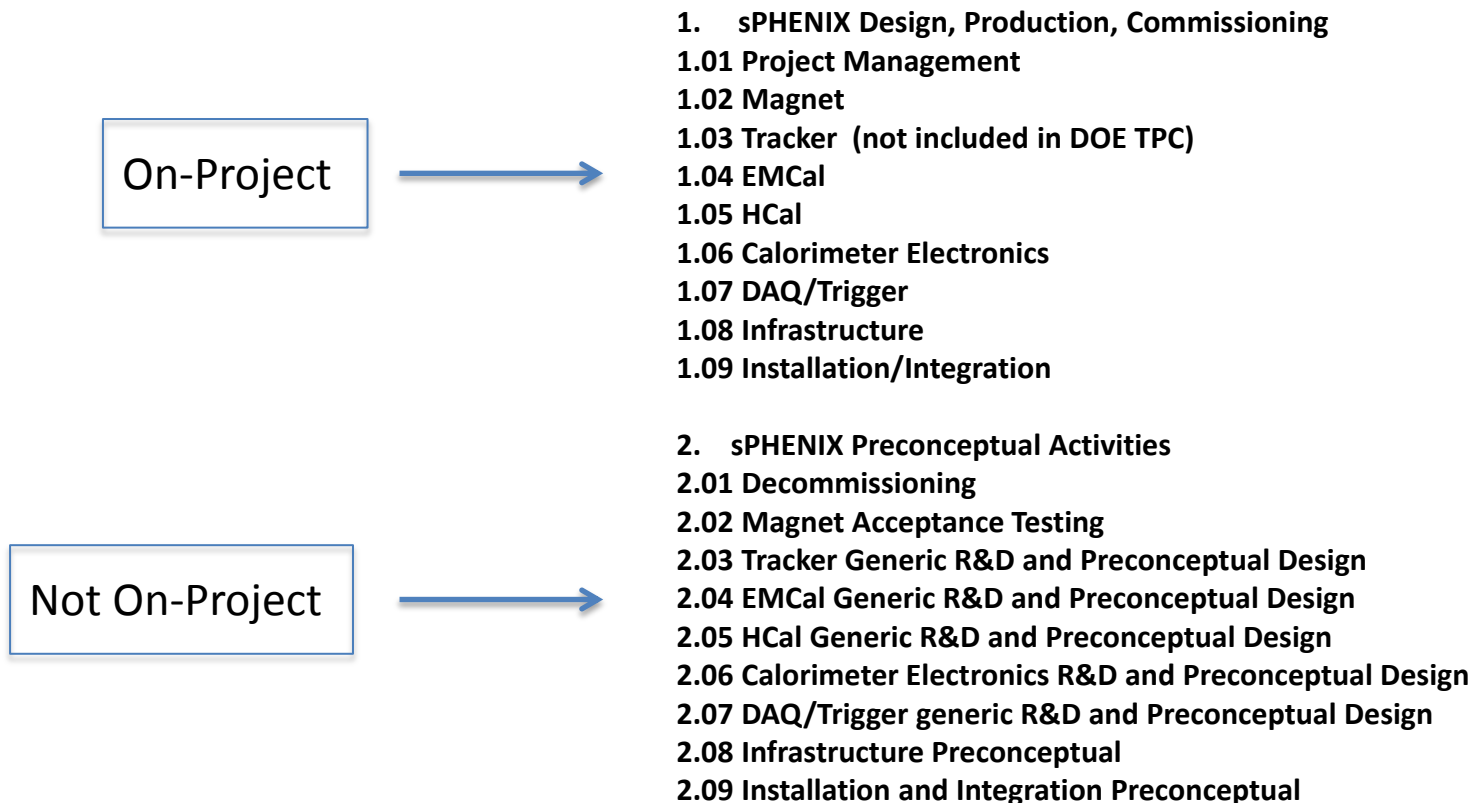 On-Project
1. sPHENIX Design, Production, Commissioning
1.01 Project Management
1.02 Magnet
1.03 Tracker (not included in DOE TPC)
1.04 EMCal
1.05 HCal
1.06 Calorimeter Electronics
1.07 DAQ/Trigger
1.08 Infrastructure
1.09 Installation/Integration
Not On-Project
2. sPHENIX Preconceptual Activities
2.01 Decommissioning
2.02 Magnet Acceptance Testing
2.03 Tracker Generic R&D and Preconceptual Design
2.04 EMCal Generic R&D and Preconceptual Design
2.05 HCal Generic R&D and Preconceptual Design
2.06 Calorimeter Electronics R&D and Preconceptual Design
2.07 DAQ/Trigger generic R&D and Preconceptual Design
2.08 Infrastructure Preconceptual
2.09 Installation and Integration Preconceptual